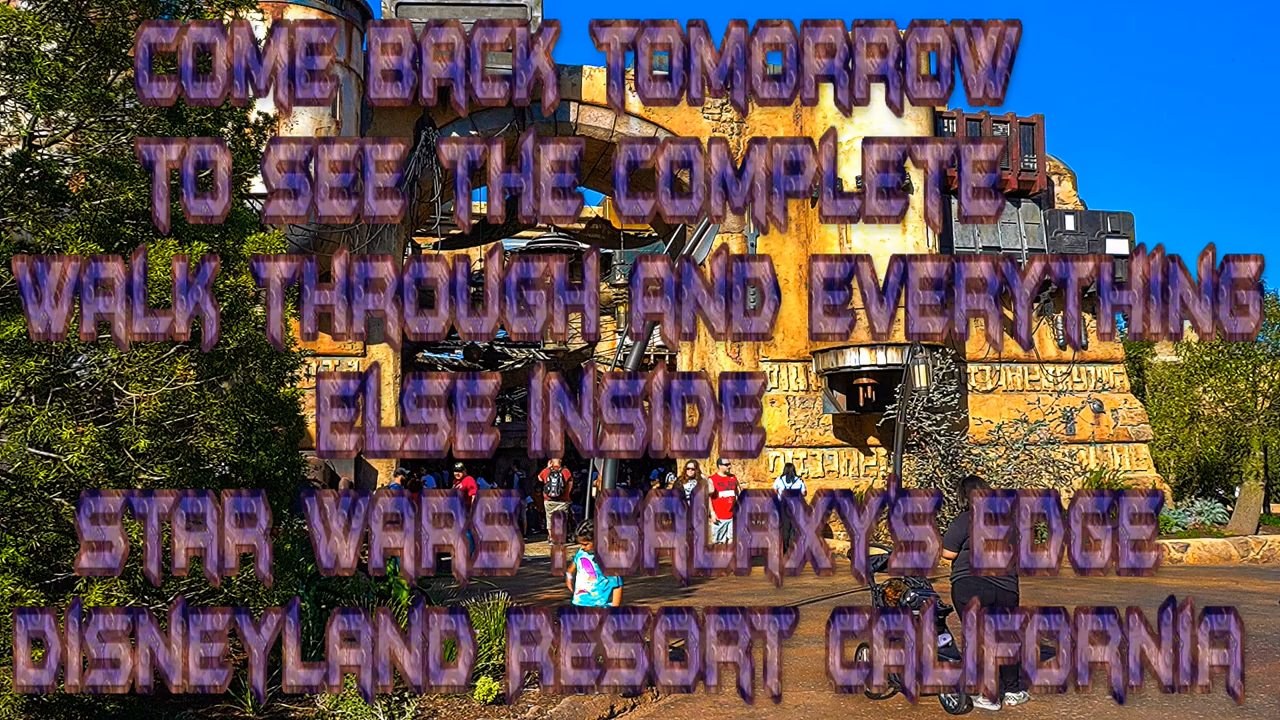 COME BACK TOMORROW
TO SEE THE COMPLETE
WALK THROUGH AND EVERYTHING
ELSE INSIDE
STAR WARS : GALAXY'S EDGE
DISNEYLAND RESORT CALIFORNIA